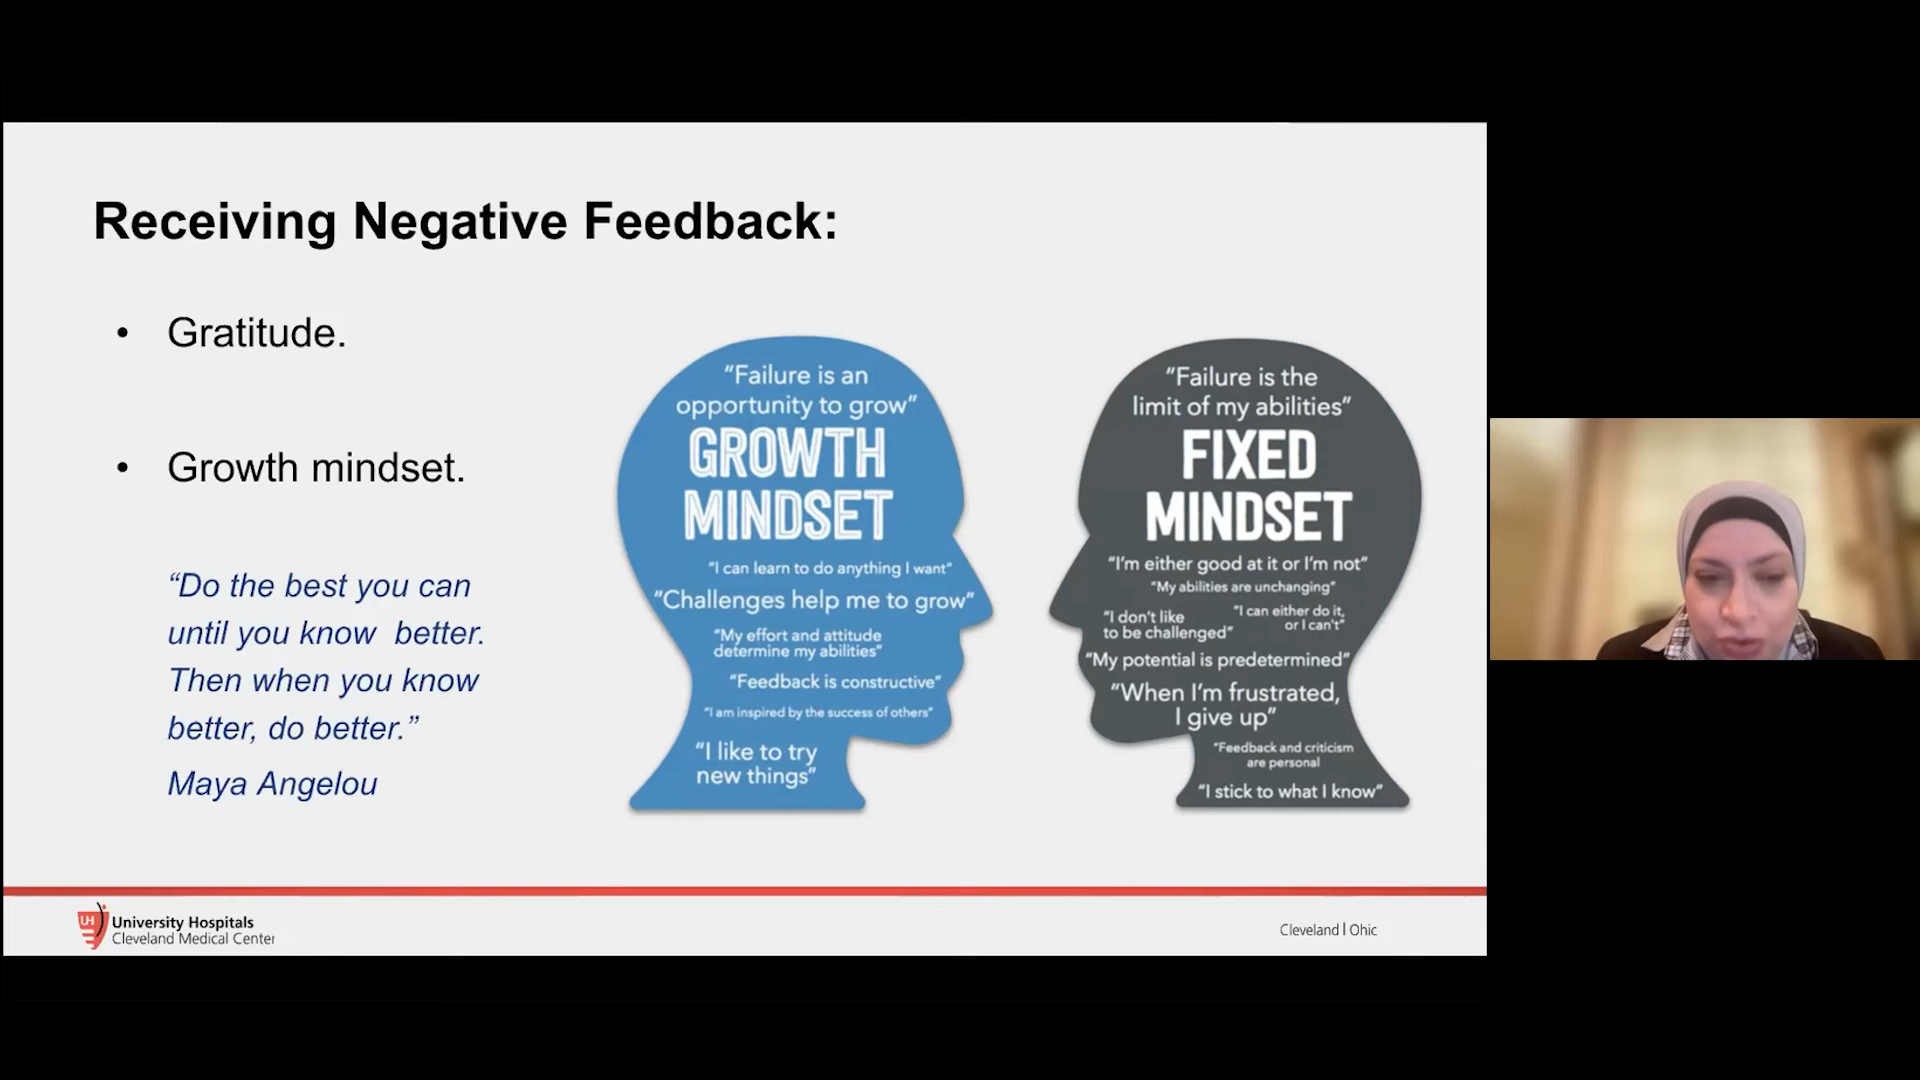 Receiving Negative Feedback:
• Gratitude.
• Growth mindset.
“Do the best you can
until you know better.
Then when you know
better, do better.”
Maya Angelou
“Failure is an
opportunity to grow”
GROWTH
MINDSET
“I can learn to do anything I want”
“Challenges help me to grow”
“My effort and attitude
determine my abilities”
“Feedback is constructive”
“I am inspired by the success of others”
“I like to try
new things”
“Failure is the
limit of my abilities”
FIXED
MINDSET
“I’m either good at it or I’m not”
“My abilities are unchanging”
“I don’t like
to be challenged”
“I can either do it,
or I can’t”
“My potential is predetermined”
“When I’m frustrated,
I give up”
“Feedback and criticism
are personal
“I stick to what I know”
UH
University Hospitals
Cleveland Medical Center
Cleveland | Ohic